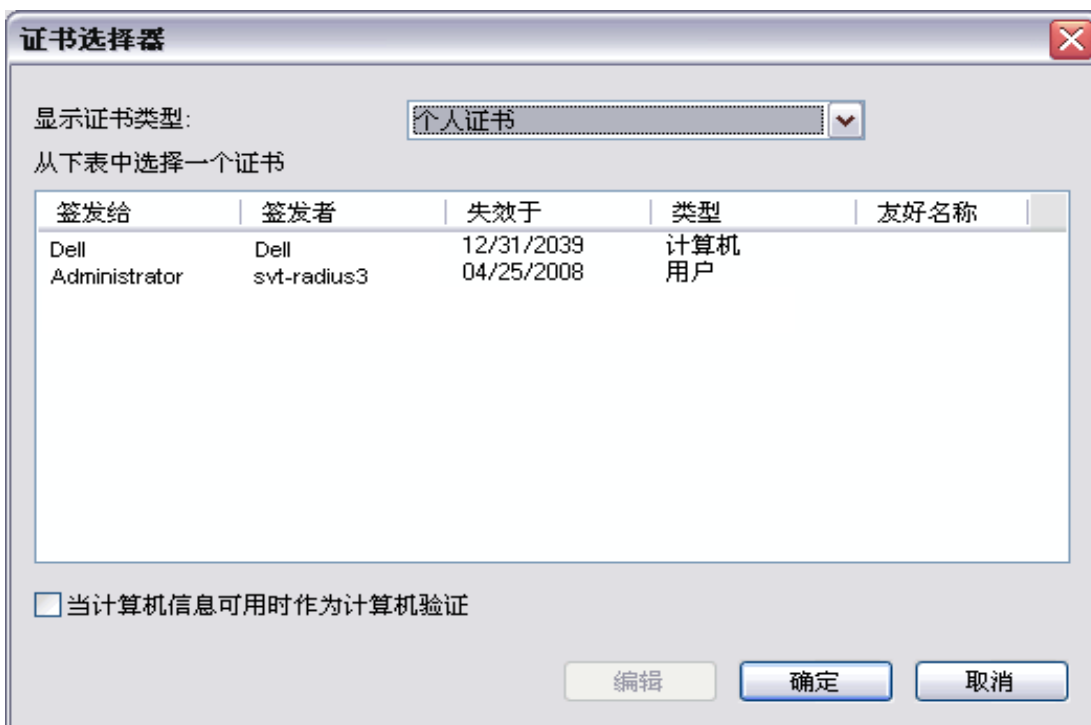 证书选择器
显示证书类型: 个人证书
从下表中选择一个证书
签发给 签发者 失效于 类型 友好名称
Dell Dell 12/31/2039 计算机
Administrator svt-radius3 04/25/2008 用户
当计算机信息可用时作为计算机验证
编辑 确定 取消